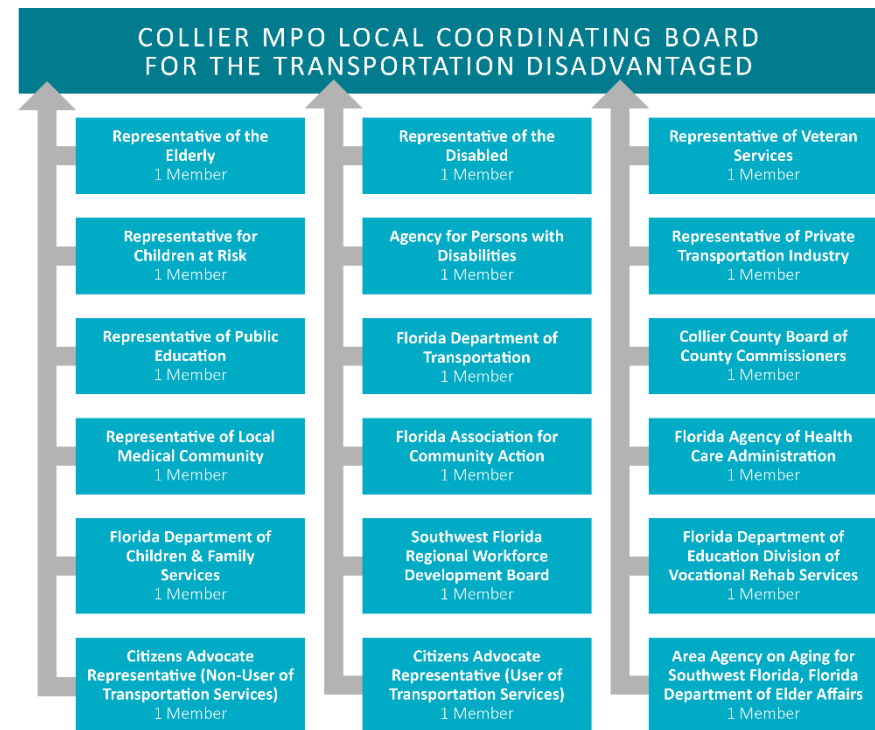 COLLIER MPO LOCAL COORDINATING BOARD
FOR THE TRANSPORTATION DISADVANTAGED
Representative of the
Elderly
1 Member
Representative of the
Disabled
1 Member
Representative of Veteran
Services
1 Member
Representative for
Children at Risk
1 Member
Agency for Persons with
Disabilities
1 Member
Representative of Private
Transportation Industry
1 Member
Representative of Public
Education
1 Member
Florida Department of
Transportation
1 Member
Collier County Board of
County Commissioners
1 Member
Representative of Local
Medical Community
1 Member
Florida Association for
Community Action
1 Member
Florida Agency of Health
Care Administration
1 Member
Florida Department of
Children & Family
Services
1 Member
Southwest Florida
Regional Workforce
Development Board
1 Member
Florida Department of
Education Division of
Vocational Rehab Services
1 Member
Citizens Advocate
Representative (Non-User of
Transportation Services)
1 Member
Citizens Advocate
Representative (User of
Transportation Services)
1 Member
Area Agency on Aging for
Southwest Florida, Florida
Department of Elder Affairs
1 Member